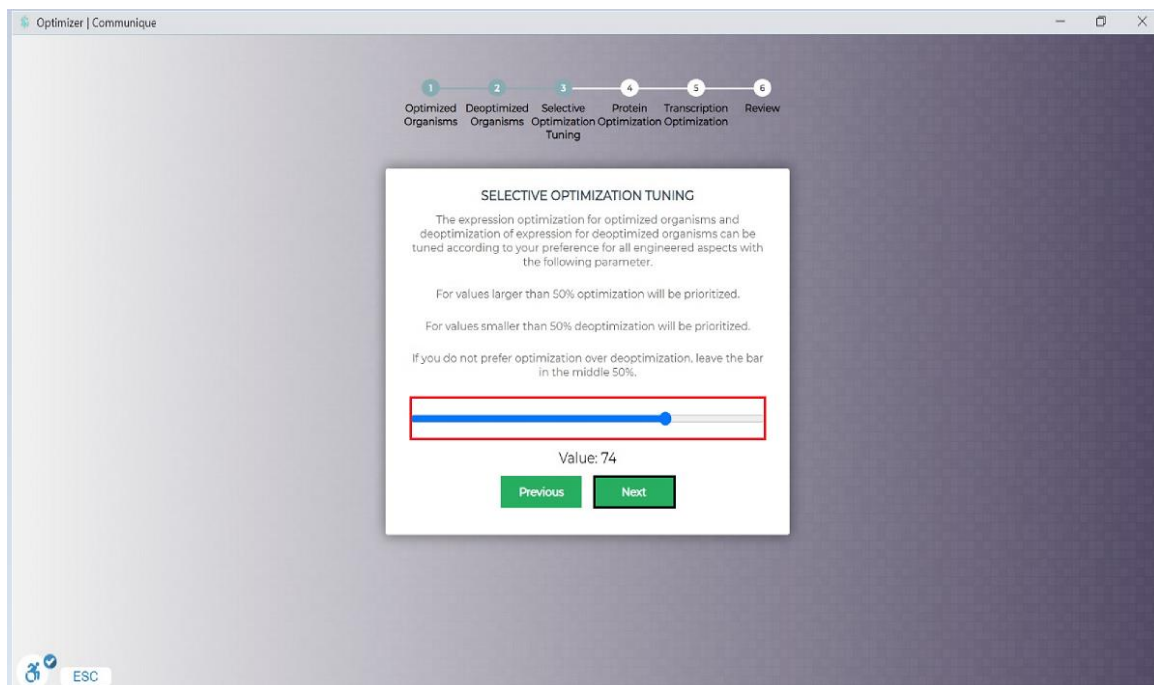 Optimizer | Communique
1 2 3 4 5 6
Optimized Deoptimized Selective Protein Transcription Review
Organisms Organisms Optimization Optimization Optimization
Tuning
SELECTIVE OPTIMIZATION TUNING
The expression optimization for optimized organisms and
deoptimization of expression for deoptimized organisms can be
tuned according to your preference for all engineered aspects with
the following parameter.
For values larger than 50% optimization will be prioritized.
For values smaller than 50% deoptimization will be prioritized.
If you do not prefer optimization over deoptimization, leave the bar
in the middle 50%.
Value: 74
Previous Next
ESC